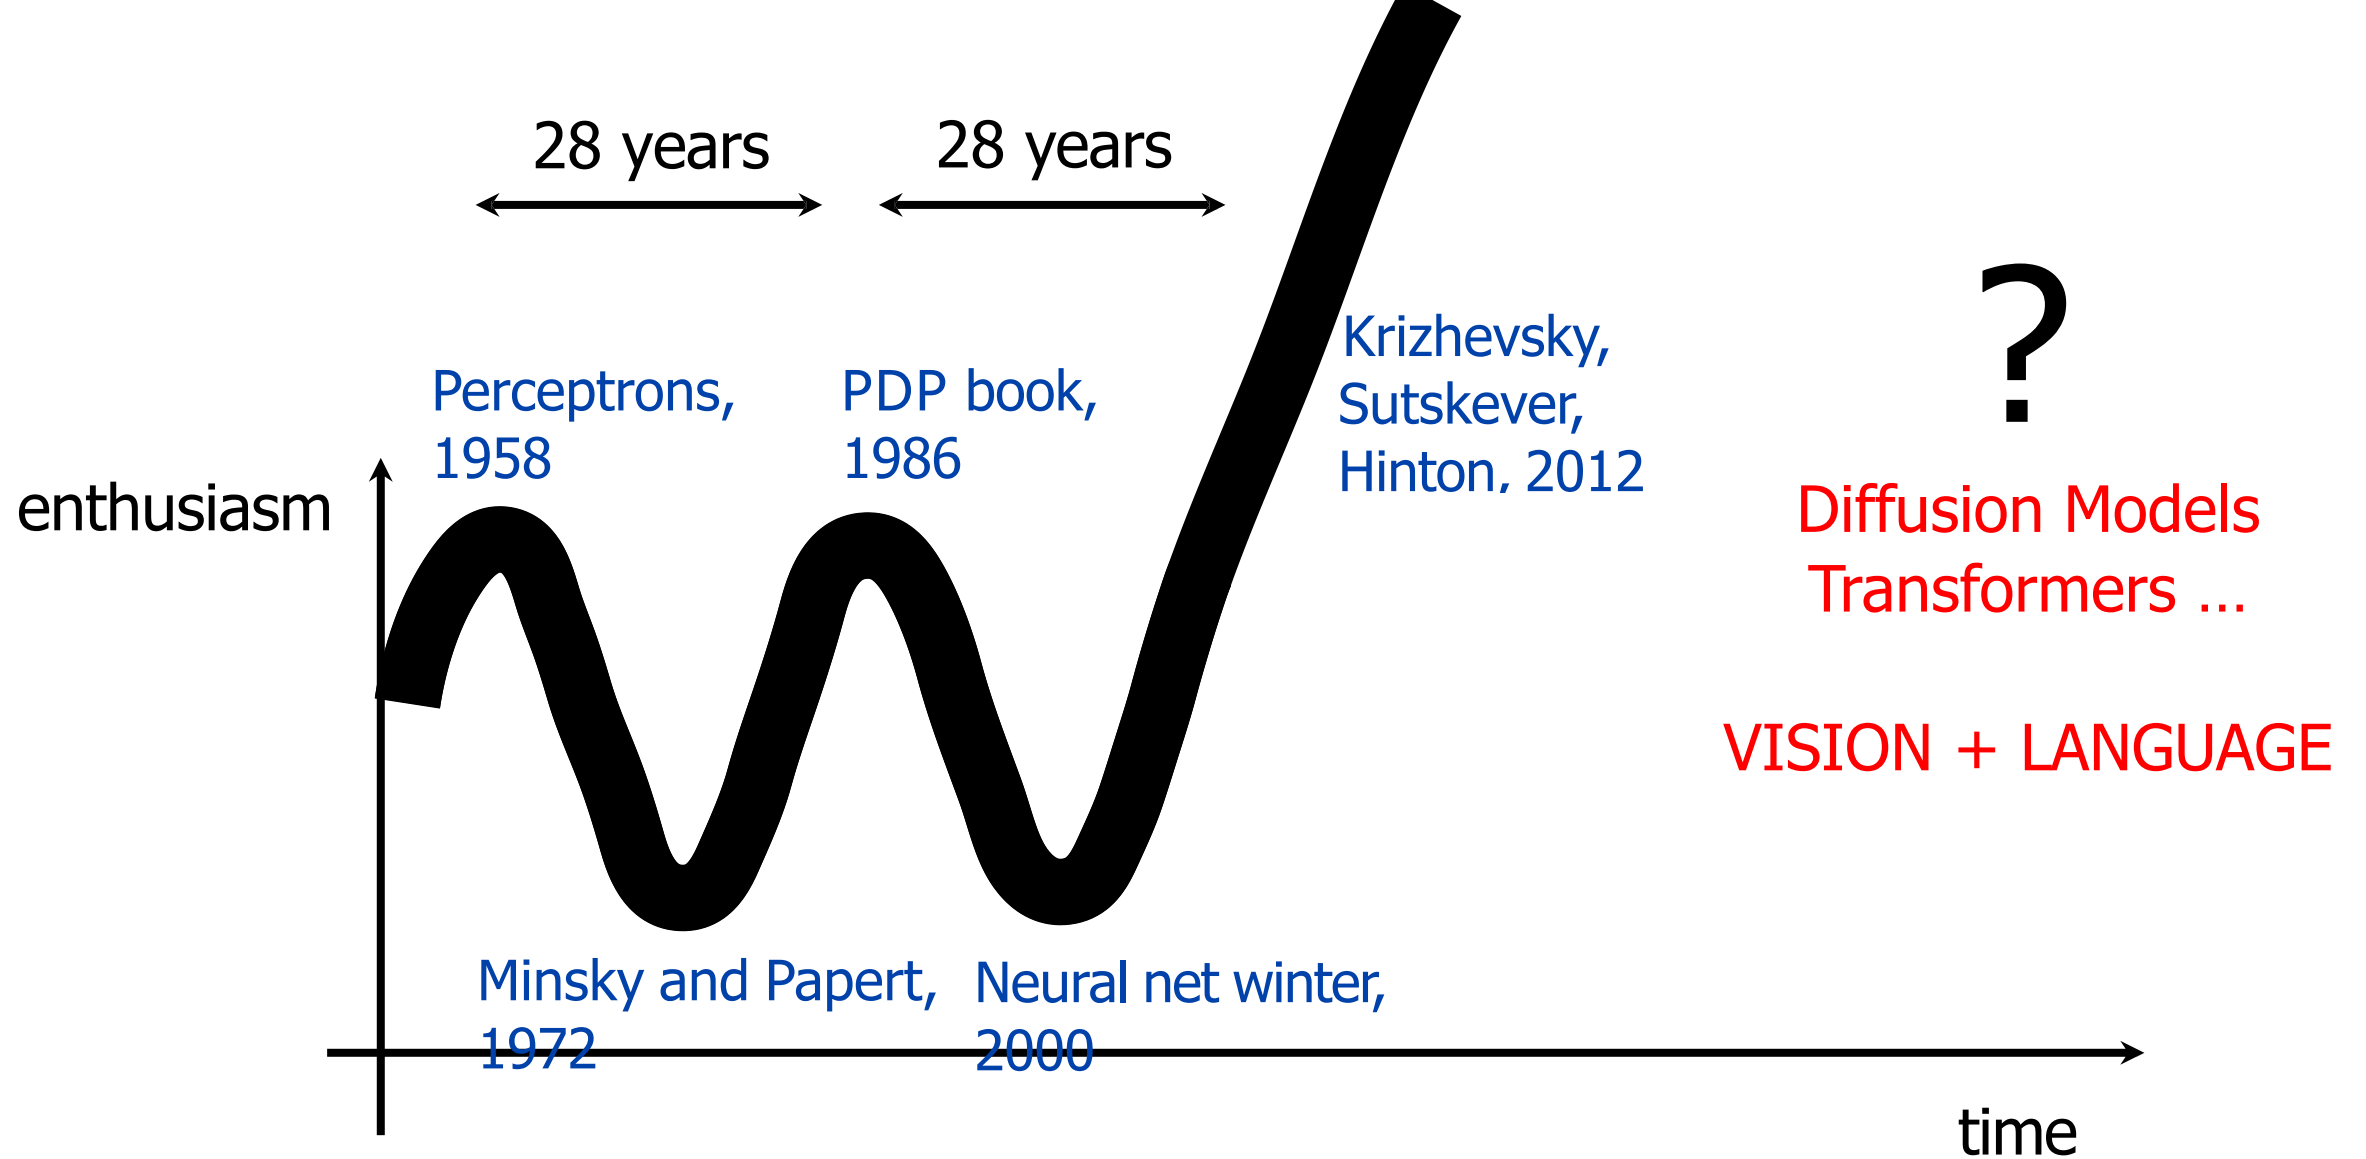 28 years
28 years
Perceptrons,
1958
PDP book,
1986
Krizhevsky,
Sutskever,
Hinton, 2012
?
enthusiasm
Diffusion Models
Transformers ...
VISION + LANGUAGE
Minsky and Papert,
1972
Neural net winter,
2000
time